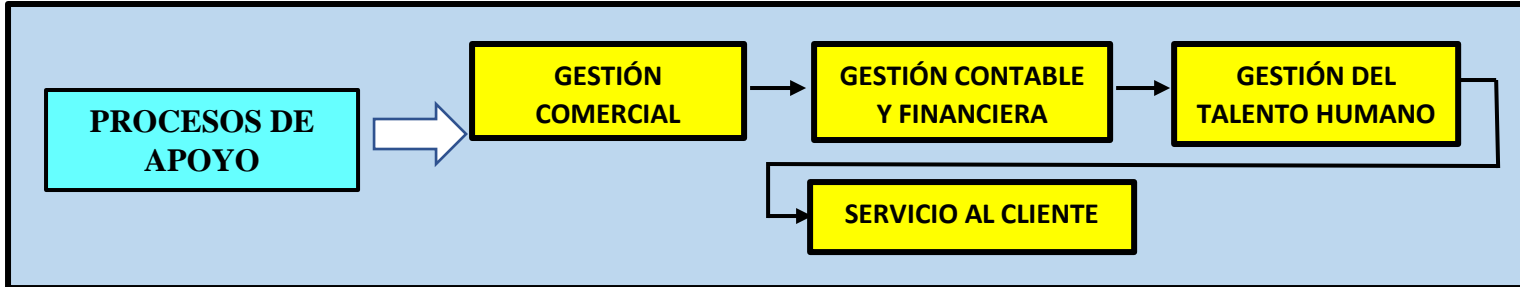 PROCESOS DE
APOYO
GESTIÓN
COMERCIAL
GESTIÓN CONTABLE
Y FINANCIERA
GESTIÓN DEL
TALENTO HUMANO
SERVICIO AL CLIENTE